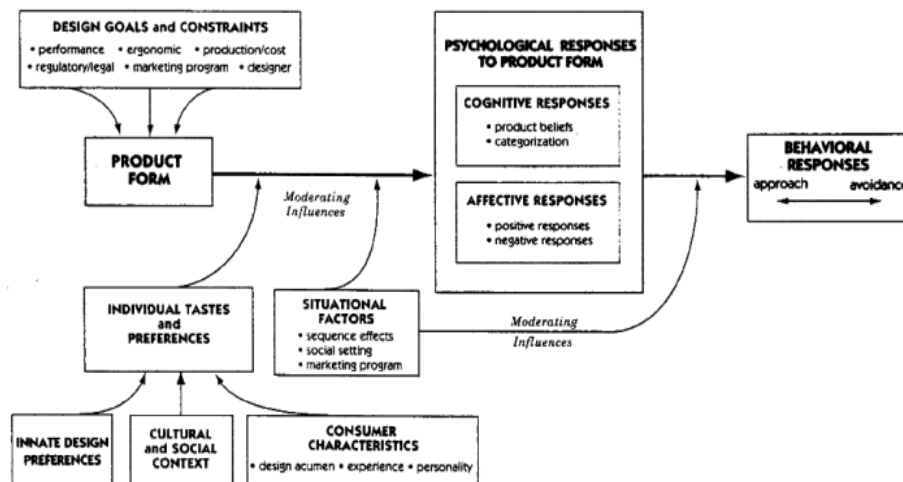 DESIGN GOALS and CONSTRAINTS
• performance • ergonomic • production/cost
• regulatory/legal • marketing program • designer
PRODUCT
FORM
Moderating
Influences
PSYCHOLOGICAL RESPONSES
TO PRODUCT FORM
COGNITIVE RESPONSES
• product beliefs
• categorization
AFFECTIVE RESPONSES
• positive responses
• negative responses
BEHAVIORAL
RESPONSES
approach avoidance
INDIVIDUAL TASTES
and
PREFERENCES
SITUATIONAL
FACTORS
• sequence effects
• social setting
• marketing program
Moderating
Influences
INNATE DESIGN
PREFERENCES
CULTURAL
and SOCIAL
CONTEXT
CONSUMER
CHARACTERISTICS
• design acumen • experience • personality